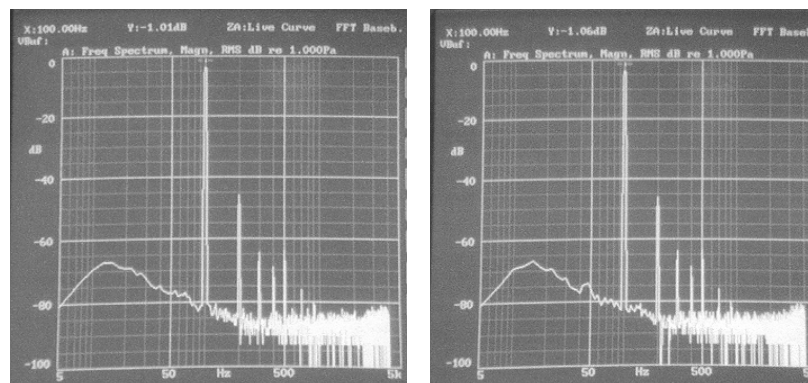 X:100.00Hz Y:-1.01dB ZA:Live Curve FFT Baseb.
VBuf:
A: Freq Spectrum, Magn, RMS dB re 1.000Pa
0
-20
dB
-40
-60
-80
-100
5 50 Hz 500 5k
X:100.00Hz Y:-1.06dB ZA:Live Curve FFT Baseb
VBuf:
A: Freq Spectrum, Magn, RMS dB re 1.000Pa
0
-20
dB
-40
-60
-80
-100
5 50 Hz 500